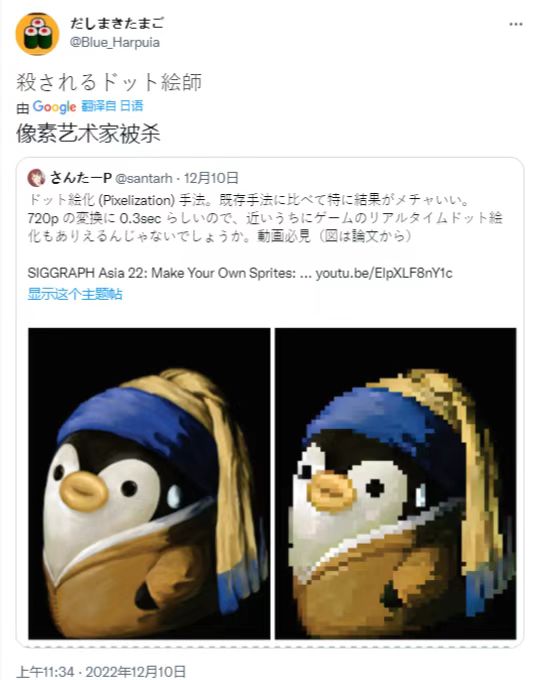 だしまきたまご
@Blue_Harpuia
殺されるドット絵師
由 Google 翻译自 日语
像素艺术家被杀
さんたーP @santarh · 12月10日
ドット絵化 (Pixelization) 手法。既存手法に比べて特に結果がメチャいい。
720p の変換に 0.3sec らしいので、近いうちにゲームのリアルタイムドット絵
化もありえるんじゃないでしょうか。動画必見（図は論文から）
SIGGRAPH Asia 22: Make Your Own Sprites: ... youtu.be/ElpXLF8nY1c
显示这个主题帖
上午11:34 · 2022年12月10日